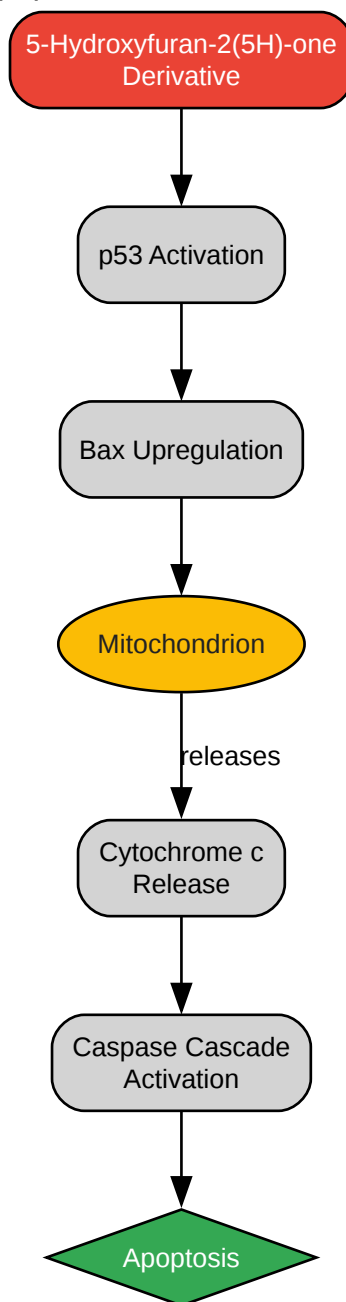 5-Hydroxyfuran-2(5H)-one
Derivative
p53 Activation
Bax Upregulation
Mitochondrion
releases
Cytochrome c
Release
Caspase Cascade
Activation
Apoptosis